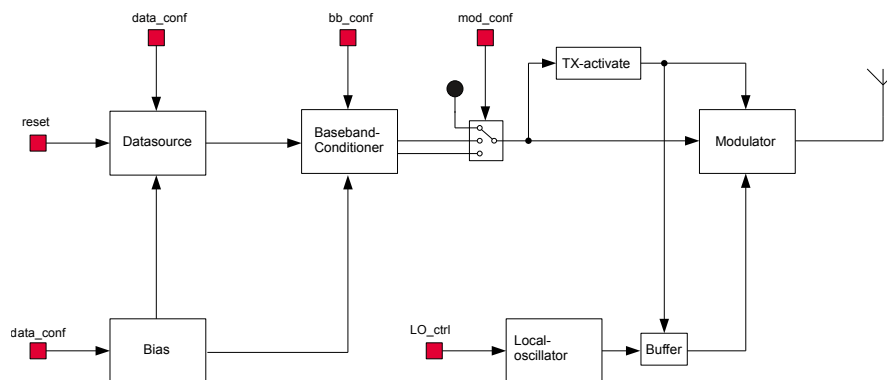 data_conf
bb_conf
mod_conf
TX-activate
reset
Datasource
Baseband-
Conditioner
Modulator
data_conf
Bias
LO_ctrl
Local-
oscillator
Buffer